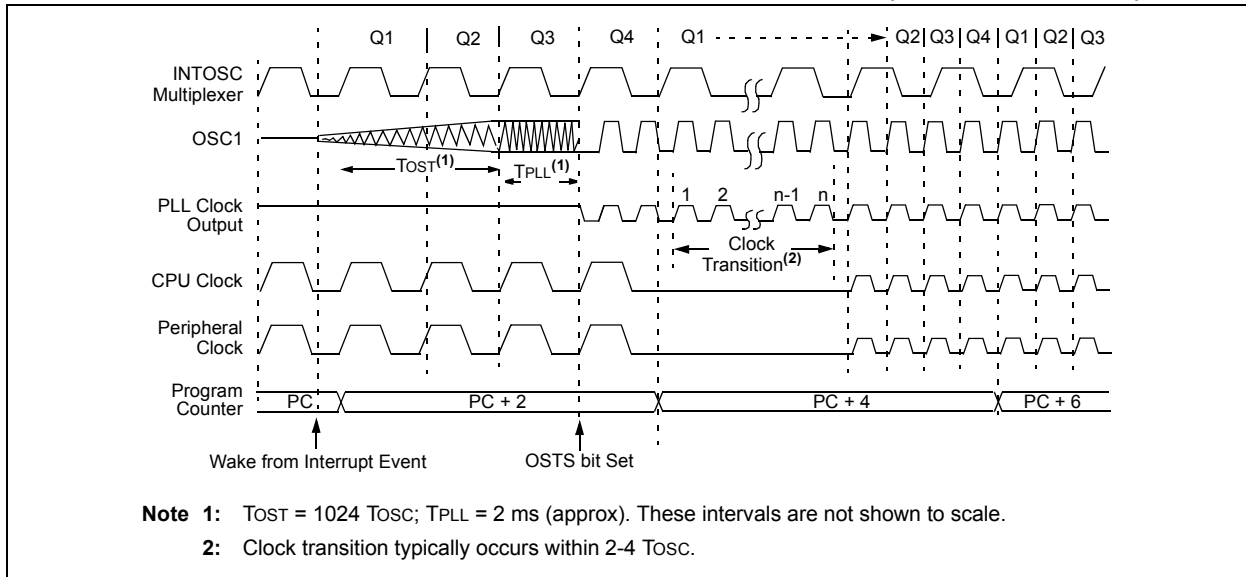 Q1 Q2 Q3 Q4 Q1 Q2 Q3 Q4 Q1 Q2 Q3
INTOSC
Multiplexer
OSC1
TOST(1)
TPLL(1)
1 2 n-1 n
PLL Clock
Output
Clock
Transition(2)
CPU Clock
Peripheral
Clock
Program
Counter
PC PC + 2 PC + 4 PC + 6
Wake from Interrupt Event OSTS bit Set
Note 1: TOST = 1024 TOSC; TPLL = 2 ms (approx). These intervals are not shown to scale.
2: Clock transition typically occurs within 2-4 TOSC.